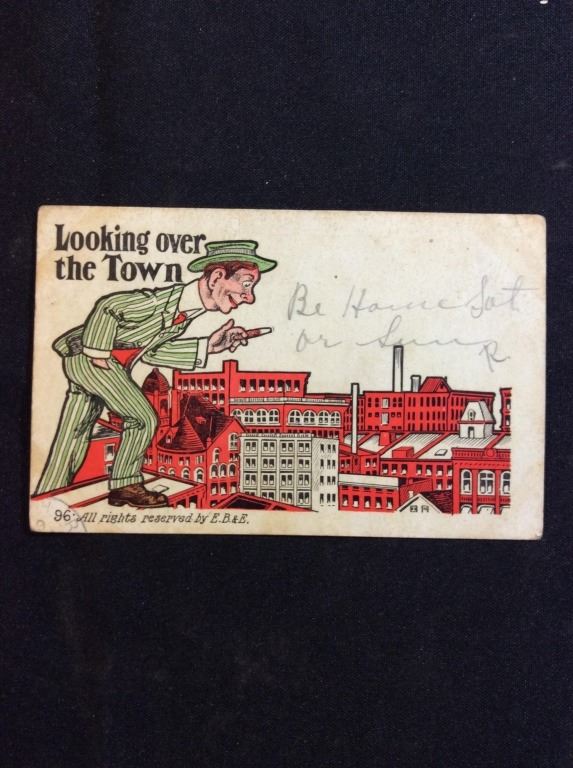 Looking over
the Town
Be Home Sat
or Sun
R.
96. All rights reserved by E.B.&E.